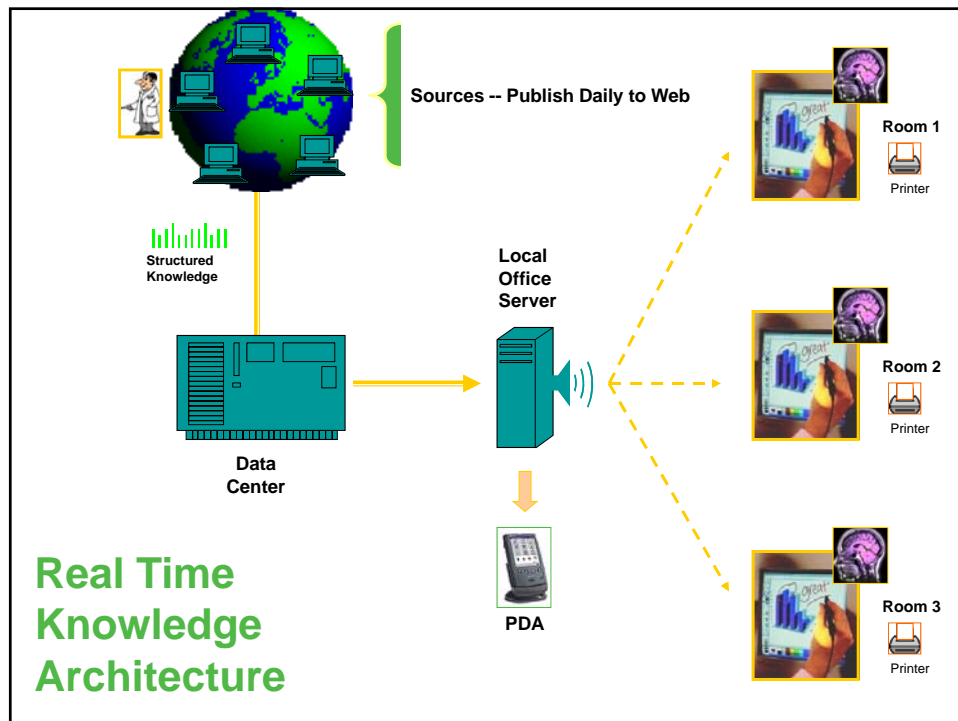 Sources -- Publish Daily to Web
great
Room 1
Printer
Structured
Knowledge
Local
Office
Server
great
Room 2
Printer
Data
Center
PDA
great
Room 3
Printer
Real Time
Knowledge
Architecture